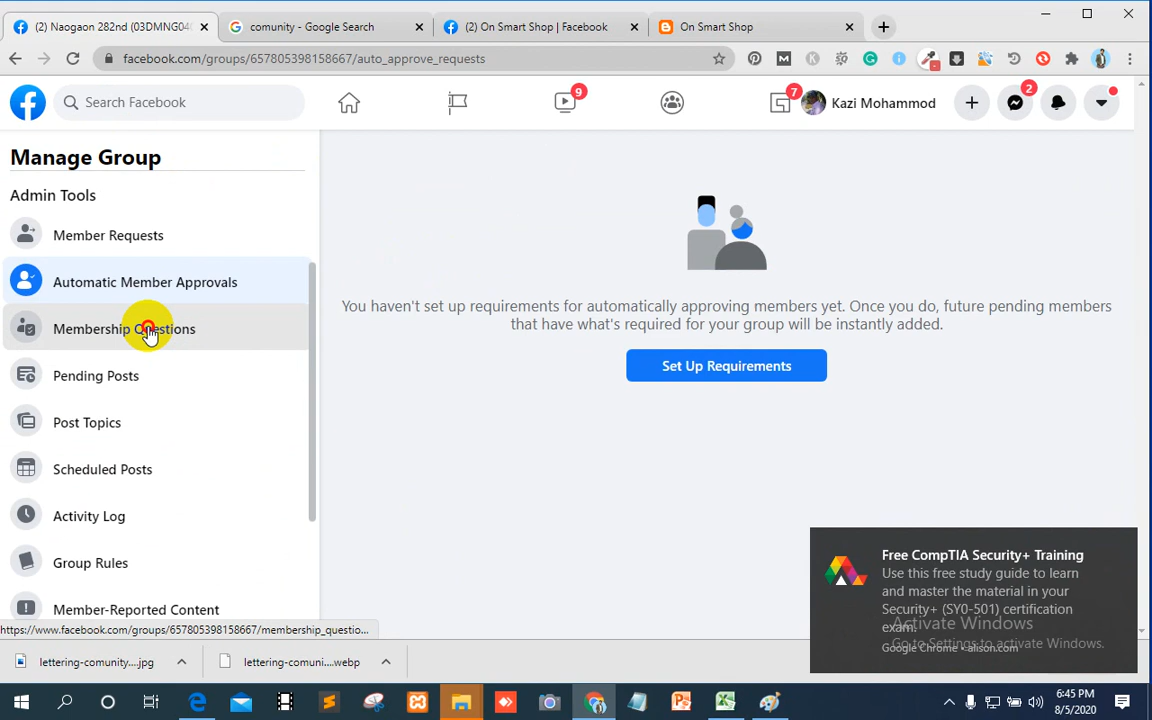 (2) Naogaon 282nd (03DMNG04
comunity - Google Search
(2) On Smart Shop | Facebook
On Smart Shop
facebook.com/groups/657805398158667/auto_approve_requests
Search Facebook
9
7
Kazi Mohammod
2
Manage Group
Admin Tools
Member Requests
Automatic Member Approvals
Membership Questions
Pending Posts
Post Topics
Scheduled Posts
Activity Log
Group Rules
Member-Reported Content
You haven't set up requirements for automatically approving members yet. Once you do, future pending members
that have what's required for your group will be instantly added.
Set Up Requirements
Free CompTIA Security+ Training
Use this free study guide to learn
and master the material in your
Security+ (SY0-501) certification
exam.
Google Chrome • alison.com
Activate Windows
Go to Settings to activate Windows.
https://www.facebook.com/groups/657805398158667/membership_questio...
lettering-comunity....jpg
lettering-comuni....webp
6:45 PM
8/5/2020